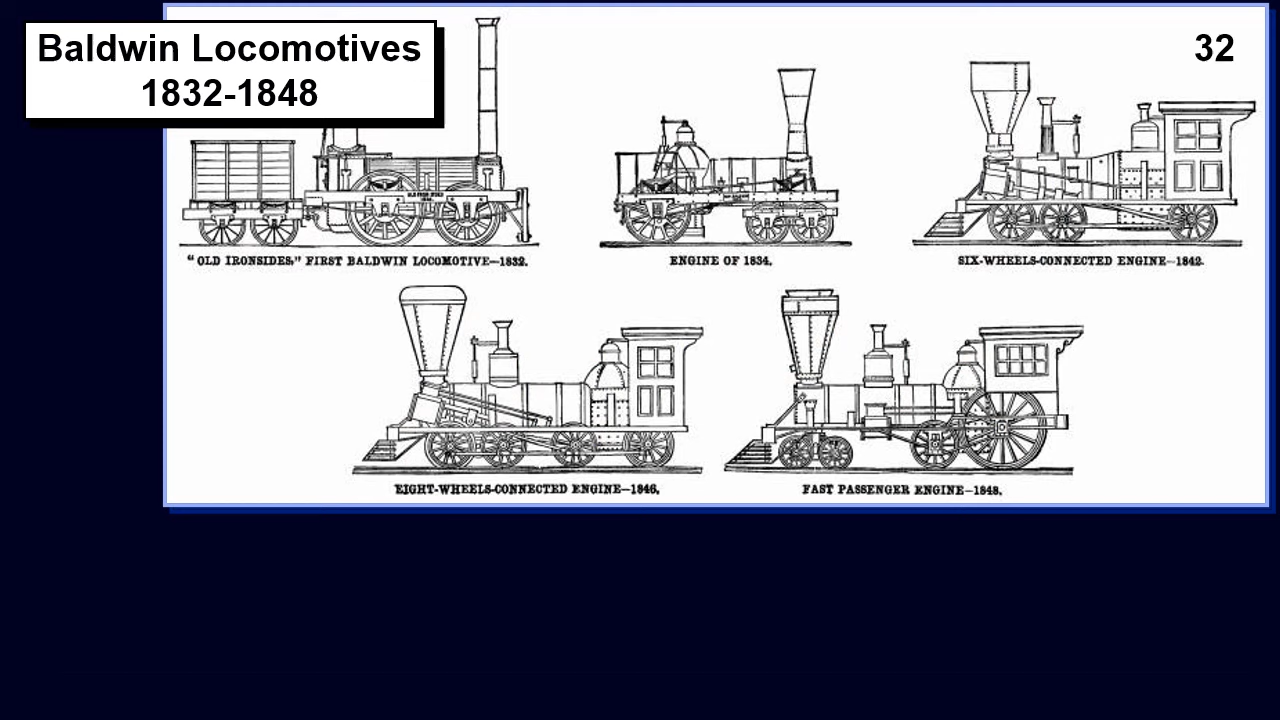 Baldwin Locomotives
1832-1848
32
"OLD IRONSIDES," FIRST BALDWIN LOCOMOTIVE—1832.
ENGINE OF 1834.
SIX-WHEELS-CONNECTED ENGINE—1842.
EIGHT-WHEELS-CONNECTED ENGINE—1846.
FAST PASSENGER ENGINE—1848.